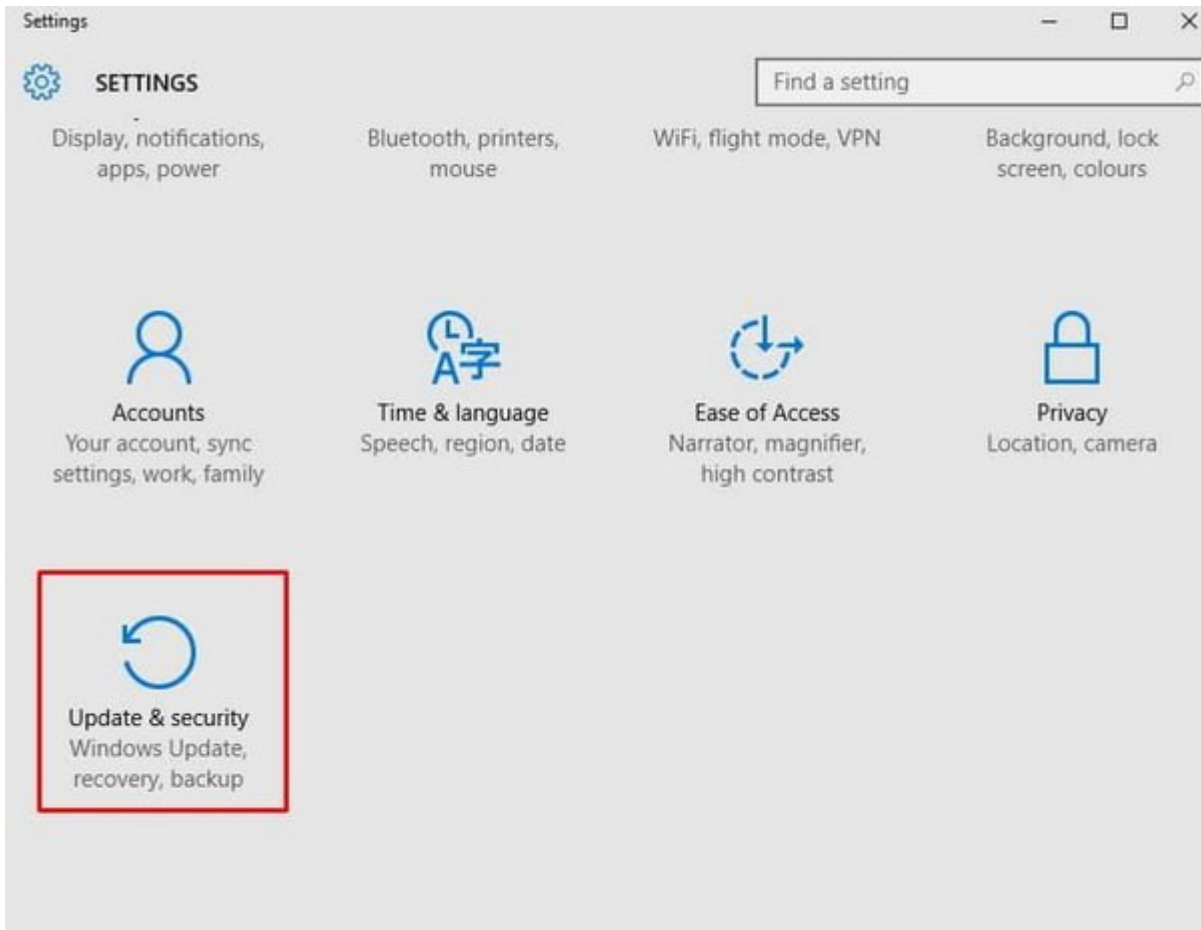 Settings
SETTINGS
Find a setting
Display, notifications,
apps, power
Bluetooth, printers,
mouse
WiFi, flight mode, VPN
Background, lock
screen, colours
Accounts
Your account, sync
settings, work, family
A字
Time & language
Speech, region, date
Ease of Access
Narrator, magnifier,
high contrast
Privacy
Location, camera
Update & security
Windows Update,
recovery, backup